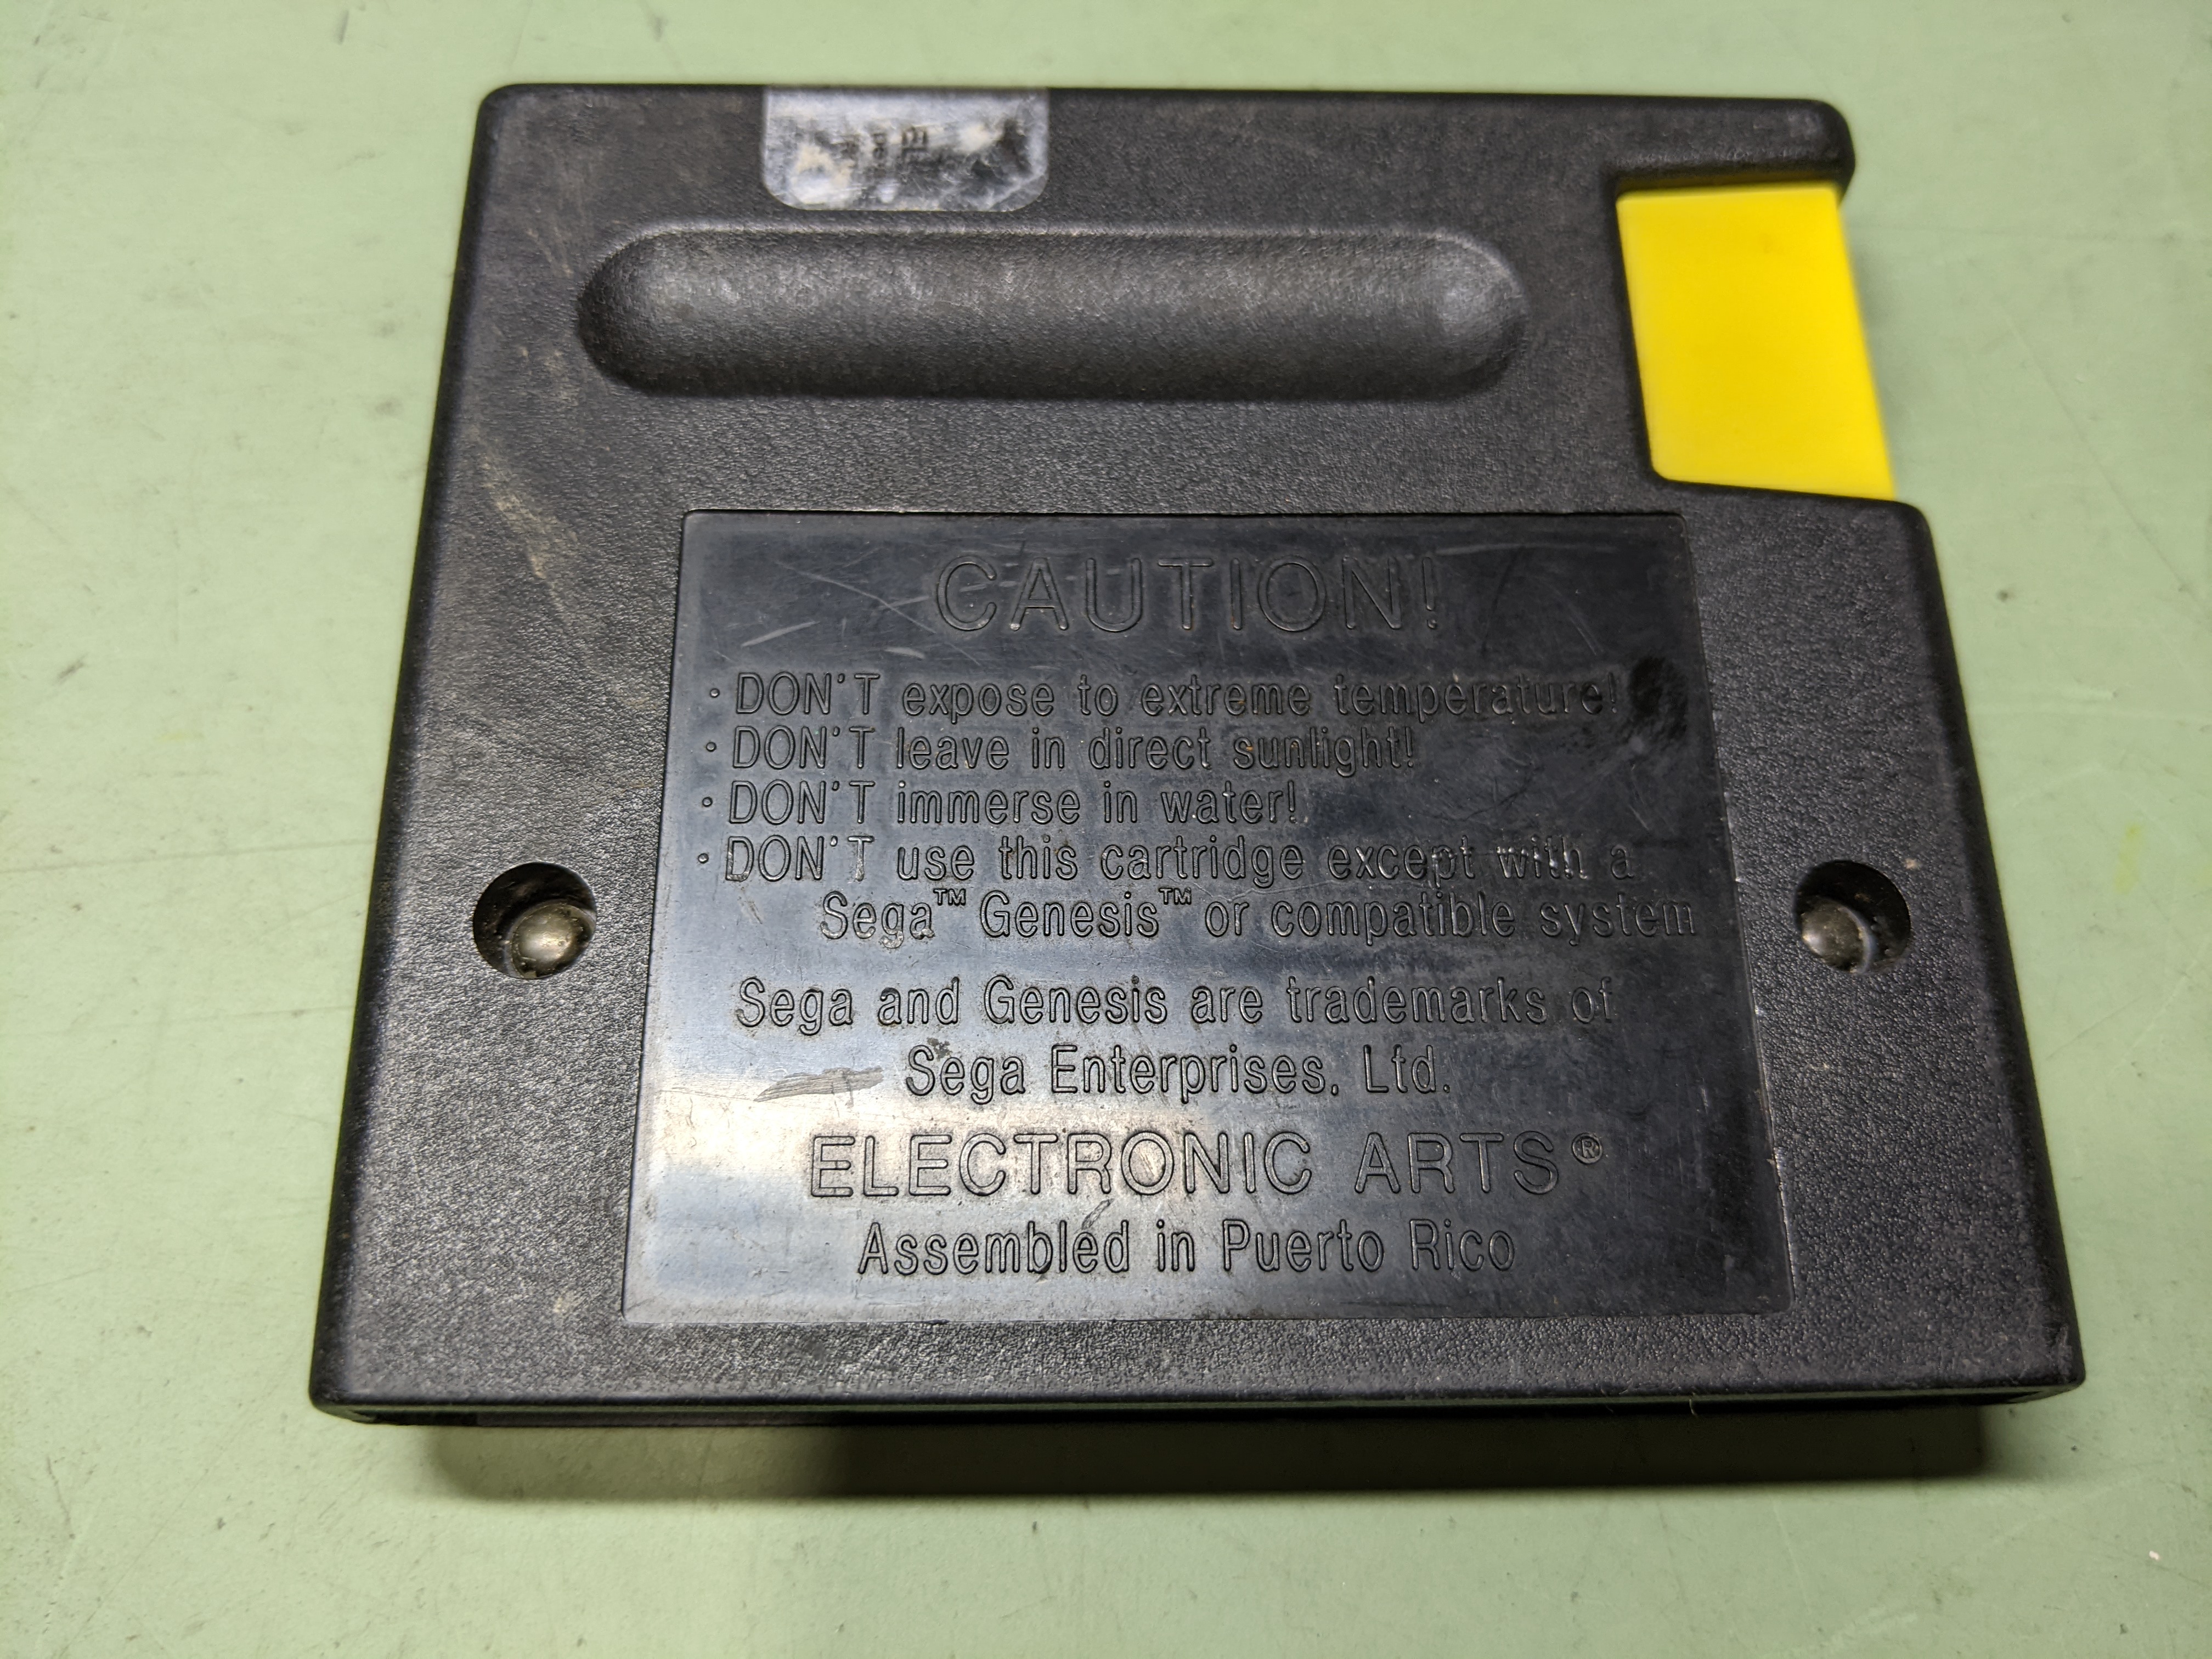 CAUTION!
· DON'T expose to extreme temperature!
· DON'T leave in direct sunlight!
· DON'T immerse in water!
· DON'T use this cartridge except with a
Sega™ Genesis™ or compatible system
Sega and Genesis are trademarks of
Sega Enterprises, Ltd.
ELECTRONIC ARTS®
Assembled in Puerto Rico